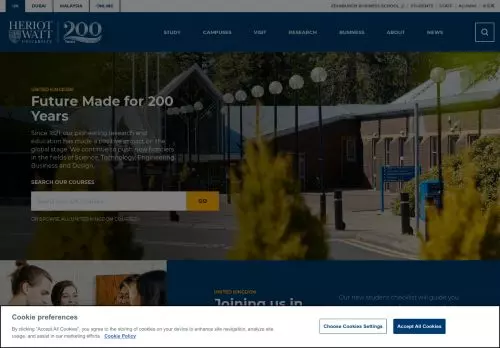 UK DUBAI MALAYSIA ONLINE
EDINBURGH BUSINESS SCHOOL STUDENTS STAFF ALUMNI
HERIOT WATT UNIVERSITY 200
STUDY CAMPUSES VISIT RESEARCH BUSINESS ABOUT NEWS
UNITED KINGDOM
Future Made for 200
Years
Since 1821, our pioneering research and
education has made a positive impact on the
global stage. We continue to push new frontiers
in the fields of Science, Technology, Engineering,
Business and Design.
SEARCH OUR COURSES
GO
OR BROWSE ALL UNITED KINGDOM COURSES
UNITED KINGDOM
Joining us in
Our new student checklist will guide you
Cookie preferences
By clicking “Accept All Cookies”, you agree to the storing of cookies on your device to enhance site navigation, analyze site
usage, and assist in our marketing efforts. Cookie Policy
Choose Cookies Settings
Accept All Cookies